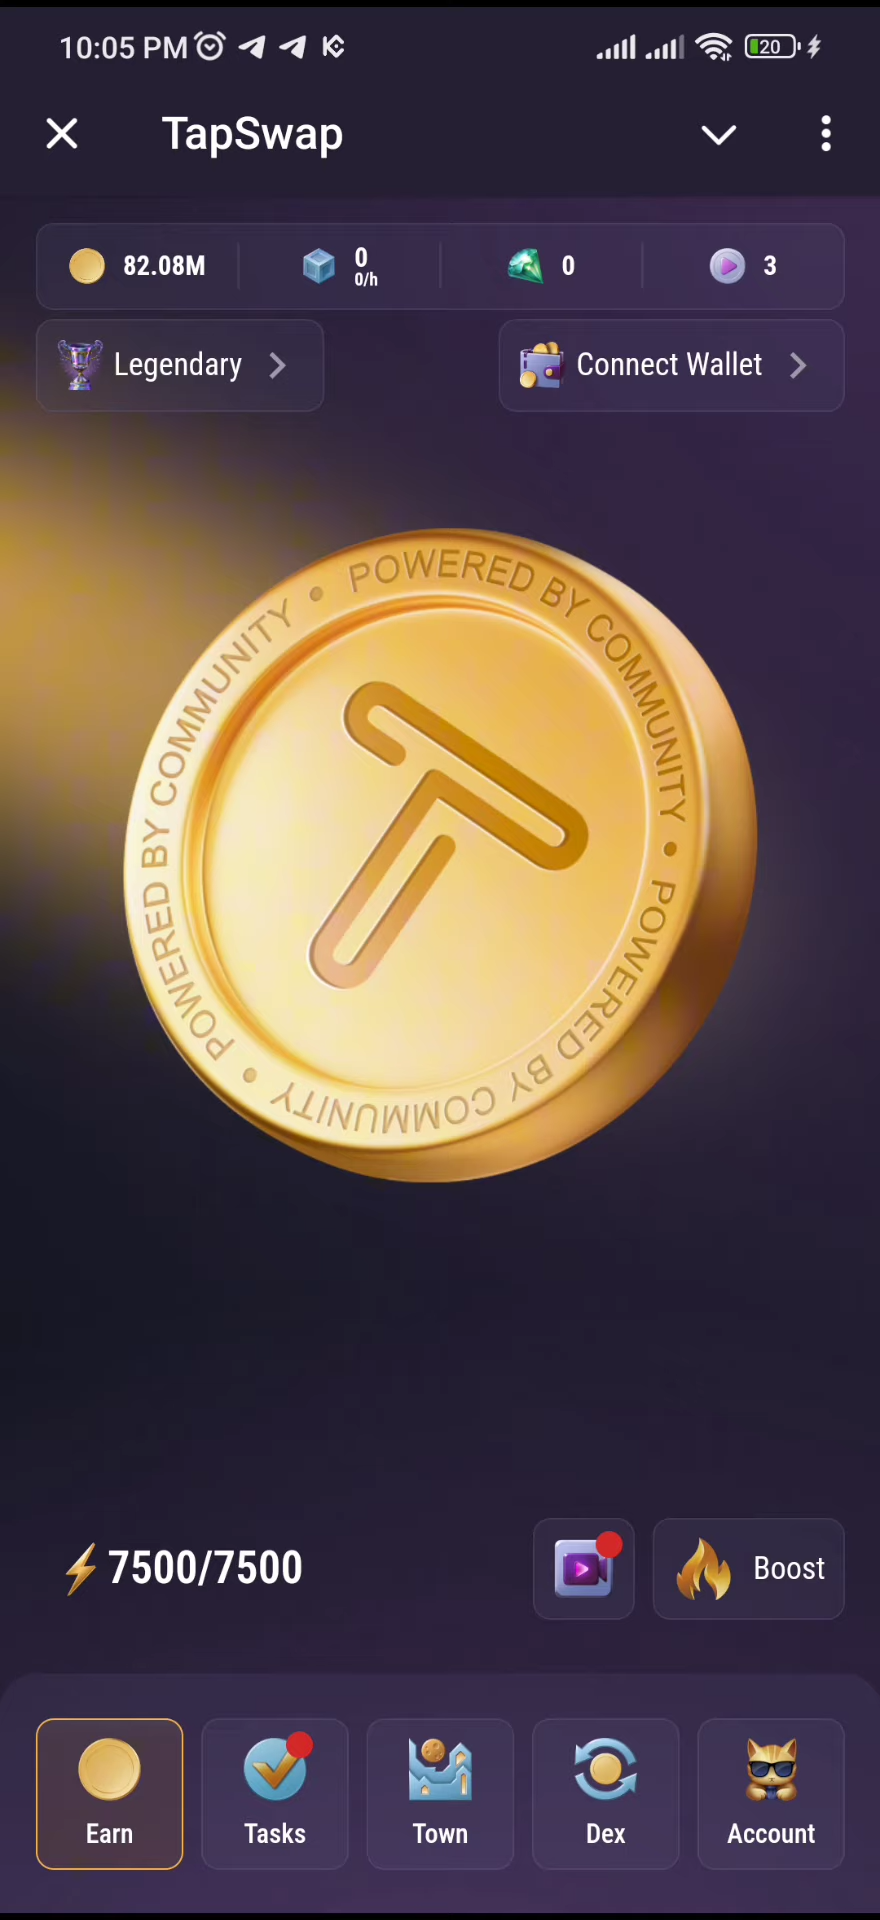 10:05 PM
20
TapSwap
82.08M
0
0/h
0
3
Legendary
Connect Wallet
POWERED BY COMMUNITY • POWERED BY COMMUNITY • POWERED BY COMMUNITY •
7500/7500
Boost
Earn
Tasks
Town
Dex
Account